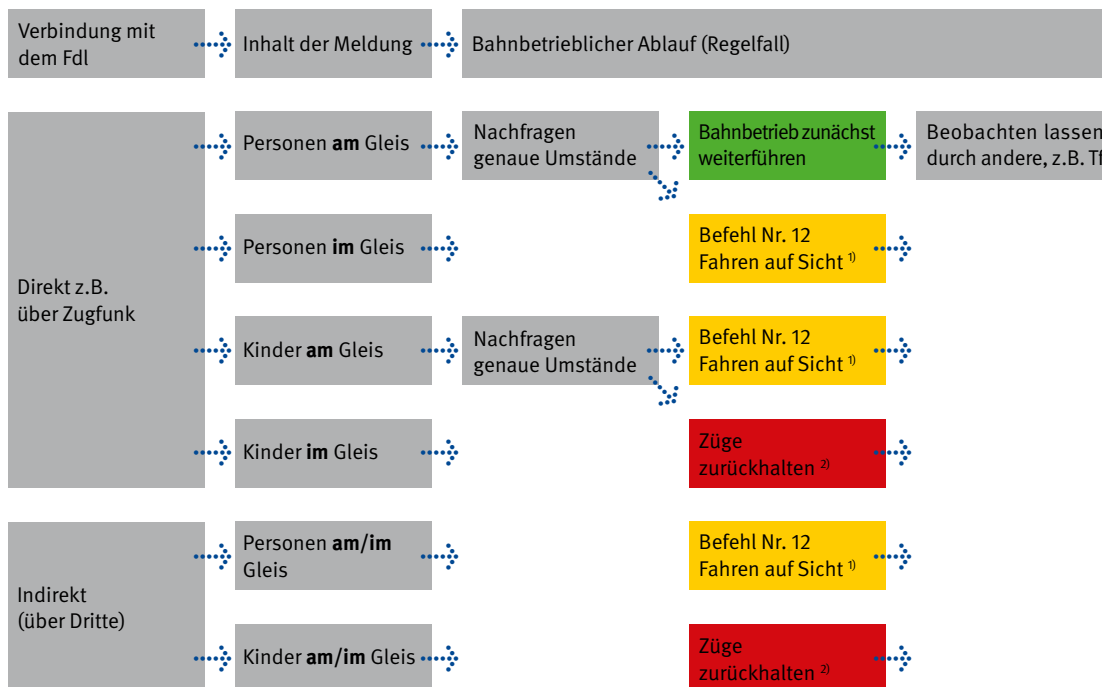 Verbindung mit
dem Fdl
Inhalt der Meldung
Bahnbetrieblicher Ablauf (Regelfall)
Direkt z.B.
über Zugfunk
Personen am Gleis
Nachfragen
genaue Umstände
Bahnbetrieb zunächst
weiterführen
Beobachten lassen
durch andere, z.B. Tf
Personen im Gleis
Befehl Nr. 12
Fahren auf Sicht 1)
Kinder am Gleis
Nachfragen
genaue Umstände
Befehl Nr. 12
Fahren auf Sicht 1)
Kinder im Gleis
Züge
zurückhalten 2)
Indirekt
(über Dritte)
Personen am/im
Gleis
Befehl Nr. 12
Fahren auf Sicht 1)
Kinder am/im Gleis
Züge
zurückhalten 2)